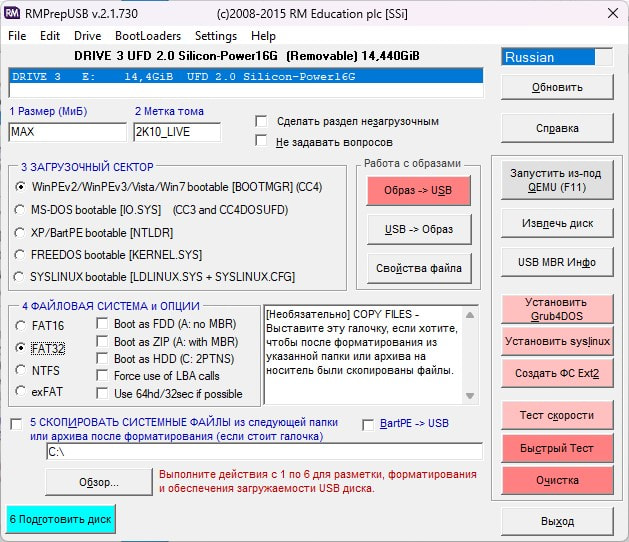 RM RMPrepUSB v.2.1.730 (c)2008-2015 RM Education plc [SSi]
File Edit Drive BootLoaders Settings Help
DRIVE 3 UFD 2.0 Silicon-Power16G (Removable) 14,440GiB
DRIVE 3 E: 14,4GiB UFD 2.0 Silicon-Power16G
Russian
Обновить
Справка
1 Размер (МиБ)
MAX
2 Метка тома
2K10_LIVE
Сделать раздел незагрузочным
Не задавать вопросов
3 ЗАГРУЗОЧНЫЙ СЕКТОР
WinPEv2/WinPEv3/Vista/Win7 bootable [BOOTMGR] (CC4)
MS-DOS bootable [IO.SYS] (CC3 and CC4DOSUFD)
XP/BartPE bootable [NTLDR]
FREEDOS bootable [KERNEL.SYS]
SYSLINUX bootable [LDLINUX.SYS + SYSLINUX.CFG]
Работа с образами
Образ -> USB
USB -> Образ
Свойства файла
Запустить из-под
QEMU (F11)
Извлечь диск
USB MBR Инфо
4 ФАЙЛОВАЯ СИСТЕМА и ОПЦИИ
FAT16
FAT32
NTFS
exFAT
Boot as FDD (A: no MBR)
Boot as ZIP (A: with MBR)
Boot as HDD (C: 2PTNS)
Force use of LBA calls
Use 64hd/32sec if possible
[Необязательно] COPY FILES -
Выставите эту галочку, если хотите,
чтобы после форматирования из
указанной папки или архива на
носитель были скопированы файлы.
Установить
Grub4DOS
Установить syslinux
Создать ФС Ext2
Тест скорости
Быстрый Тест
Очистка
5 СКОПИРОВАТЬ СИСТЕМНЫЕ ФАЙЛЫ из следующей папки
или архива после форматирования (если стоит галочка)
BartPE -> USB
C:\
Обзор...
Выполните действия с 1 по 6 для разметки, форматирования
и обеспечения загружаемости USB диска.
6 Подготовить диск
Выход